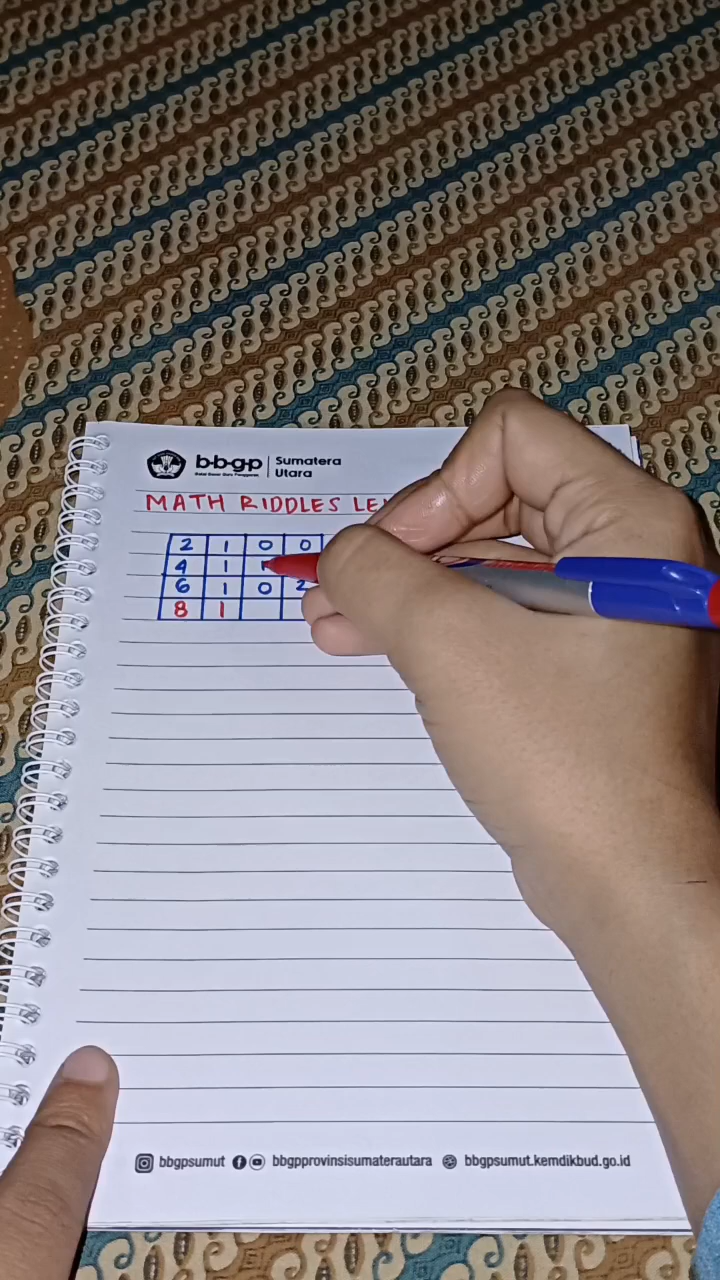 b·b·g·p Sumatera
Utara
MATH RIDDLES LE
2 1 0 0
4 1
6 1 0 2
8 1
bbgpsumut bbgpprovinsisumaterautara bbgpsumut.kemdikbud.go.id